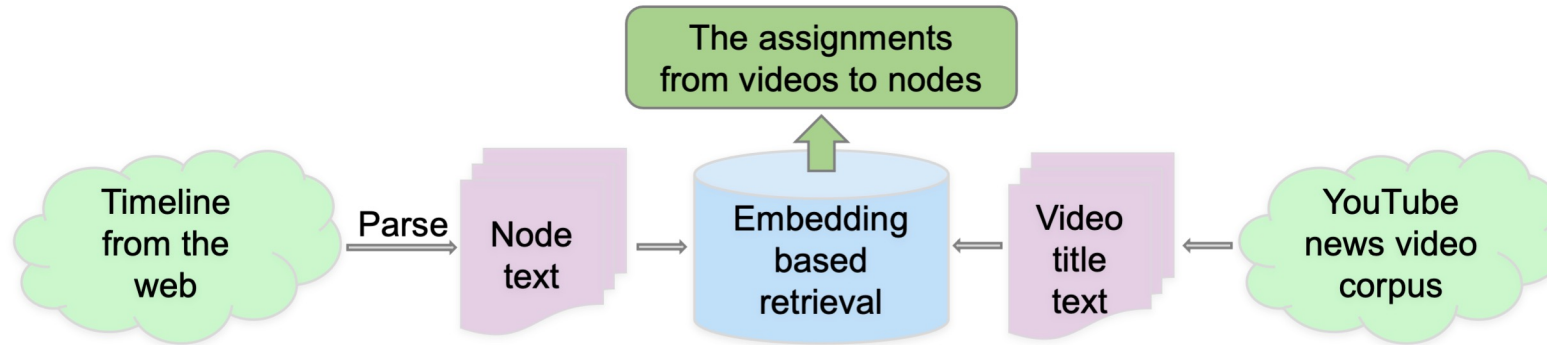 The assignments
from videos to nodes
Timeline
from the
web
Parse
Node
text
Embedding
based
retrieval
Video
title
text
YouTube
news video
corpus